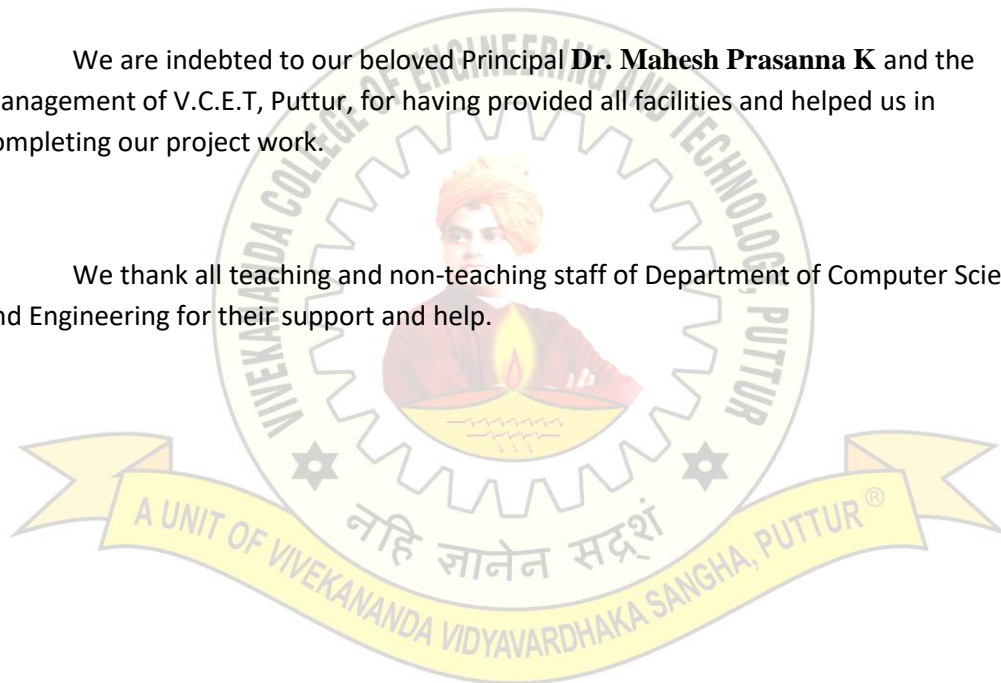 We are indebted to our beloved Principal Dr. Mahesh Prasanna K and the
anagement of V.C.E.T, Puttur, for having provided all facilities and helped us in
ompleting our project work.
We thank all teaching and non-teaching staff of Department of Computer Scie
nd Engineering for their support and help.
VIVEKANANDA COLLEGE OF ENGINEERING AND TECHNOLOGY, PUTTUR
नहि ज्ञानेन सदृशं
A UNIT OF VIVEKANANDA VIDYAVARDHAKA SANGHA, PUTTUR ®